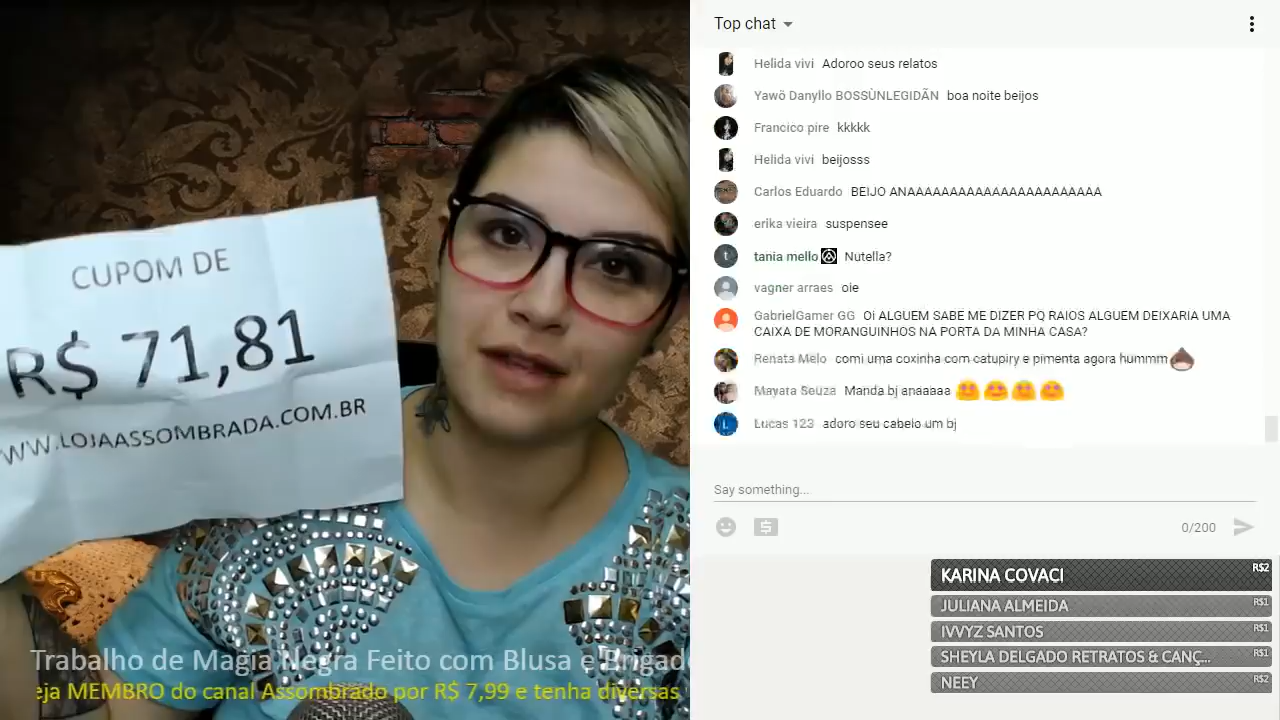 CUPOM DE
R$ 71,81
WWW.LOJAASSOMBRADA.COM.BR
Trabalho de Magia Negra Feito com Blusa e Brigade
eja MEMBRO do canal Assombrado por R$ 7,99 e tenha diversas
Top chat
Helida vivi Adoroo seus relatos
Yawö Danyllo BOSSÙNLEGIDÃN boa noite beijos
Francico pire kkkkk
Helida vivi beijosss
Carlos Eduardo BEIJO ANAAAAAAAAAAAAAAAAAAAAAAA
erika vieira suspensee
t tania mello Nutella?
vagner arraes oie
GabrielGamer GG Oi ALGUEM SABE ME DIZER PQ RAIOS ALGUEM DEIXARIA UMA
CAIXA DE MORANGUINHOS NA PORTA DA MINHA CASA?
Renata Melo comi uma coxinha com catupiry e pimenta agora hummm
Mayara Souza Manda bj anaaaaa
L Lucas 123 adoro seu cabelo um bj
Say something...
0/200
KARINA COVACI R$2
JULIANA ALMEIDA R$1
IVVYZ SANTOS R$1
SHEYLA DELGADO RETRATOS & CANÇ... R$1
NEEY R$2